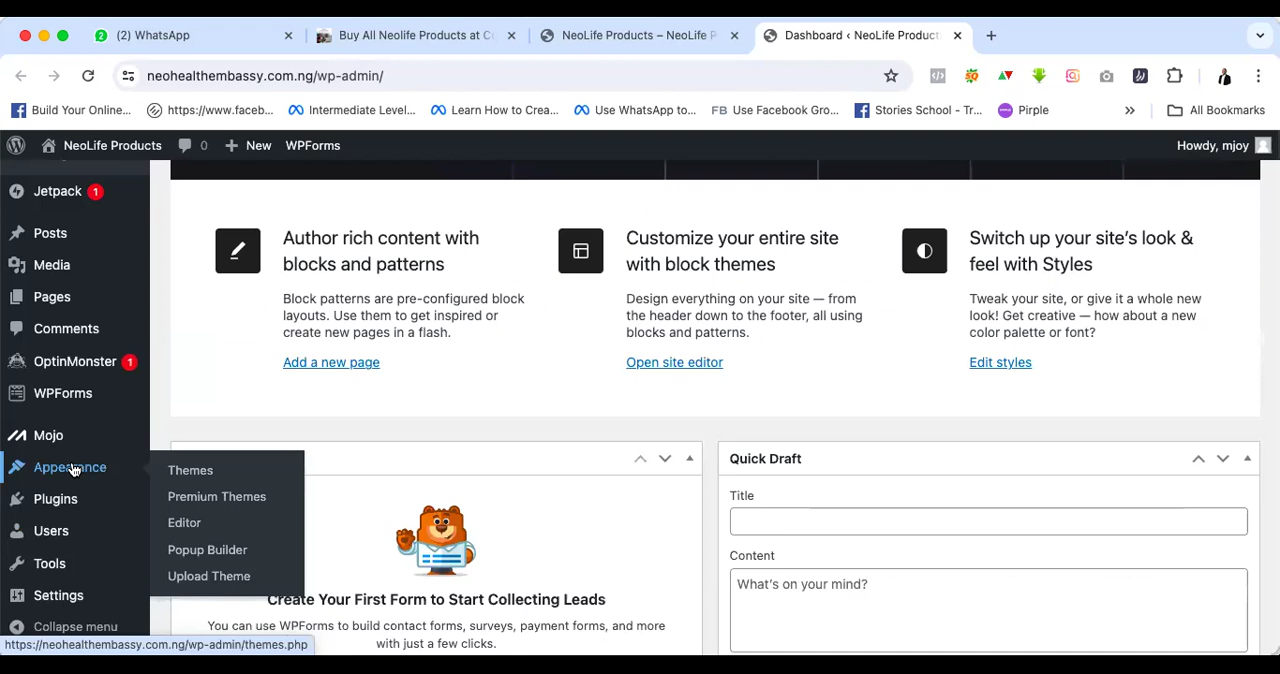 2
(2) WhatsApp
Buy All Neolife Products at C
NeoLife Products – NeoLife P
Dashboard ‹ NeoLife Product
neohealthembassy.com.ng/wp-admin/
Build Your Online...
https://www.faceb...
Intermediate Level...
Learn How to Crea...
Use WhatsApp to...
FB Use Facebook Gro...
Stories School - Tr...
Pirple
»
All Bookmarks
NeoLife Products
0
New
WPForms
Howdy, mjoy
Jetpack 1
Posts
Media
Pages
Comments
OptinMonster 1
WPForms
Mojo
Appearance
Plugins
Users
Tools
Settings
Collapse menu
Themes
Premium Themes
Editor
Popup Builder
Upload Theme
https://neohealthembassy.com.ng/wp-admin/themes.php
Author rich content with
blocks and patterns
Block patterns are pre-configured block
layouts. Use them to get inspired or
create new pages in a flash.
Add a new page
Customize your entire site
with block themes
Design everything on your site — from
the header down to the footer, all using
blocks and patterns.
Open site editor
Switch up your site's look &
feel with Styles
Tweak your site, or give it a whole new
look! Get creative — how about a new
color palette or font?
Edit styles
Create Your First Form to Start Collecting Leads
You can use WPForms to build contact forms, surveys, payment forms, and more
with just a few clicks.
Quick Draft
Title
Content
What's on your mind?